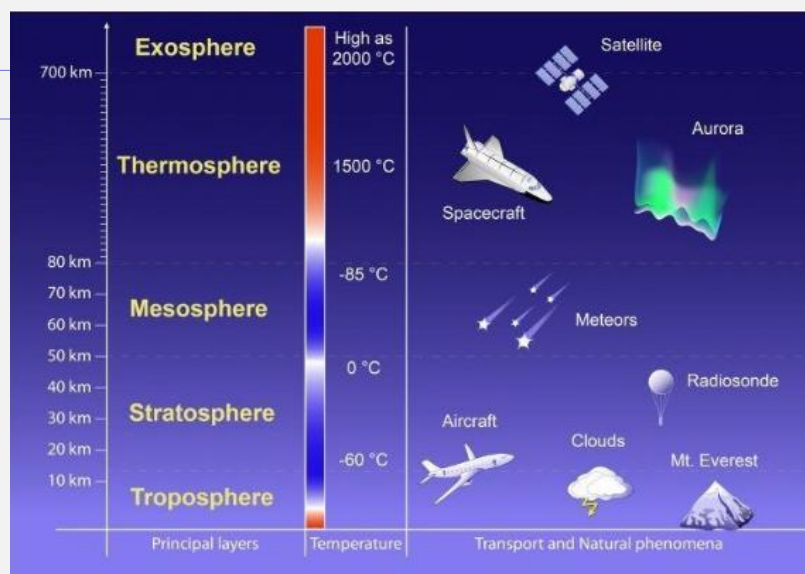 Exosphere
High as
2000 °C
Satellite
700 km
Aurora
Thermosphere
1500 °C
Spacecraft
80 km
-85 °C
70 km
Mesosphere
Meteors
60 km
50 km
0 °C
Radiosonde
40 km
Stratosphere
Aircraft
30 km
Clouds
20 km
-60 °C
Mt. Everest
10 km
Troposphere
Principal layers
Temperature
Transport and Natural phenomena